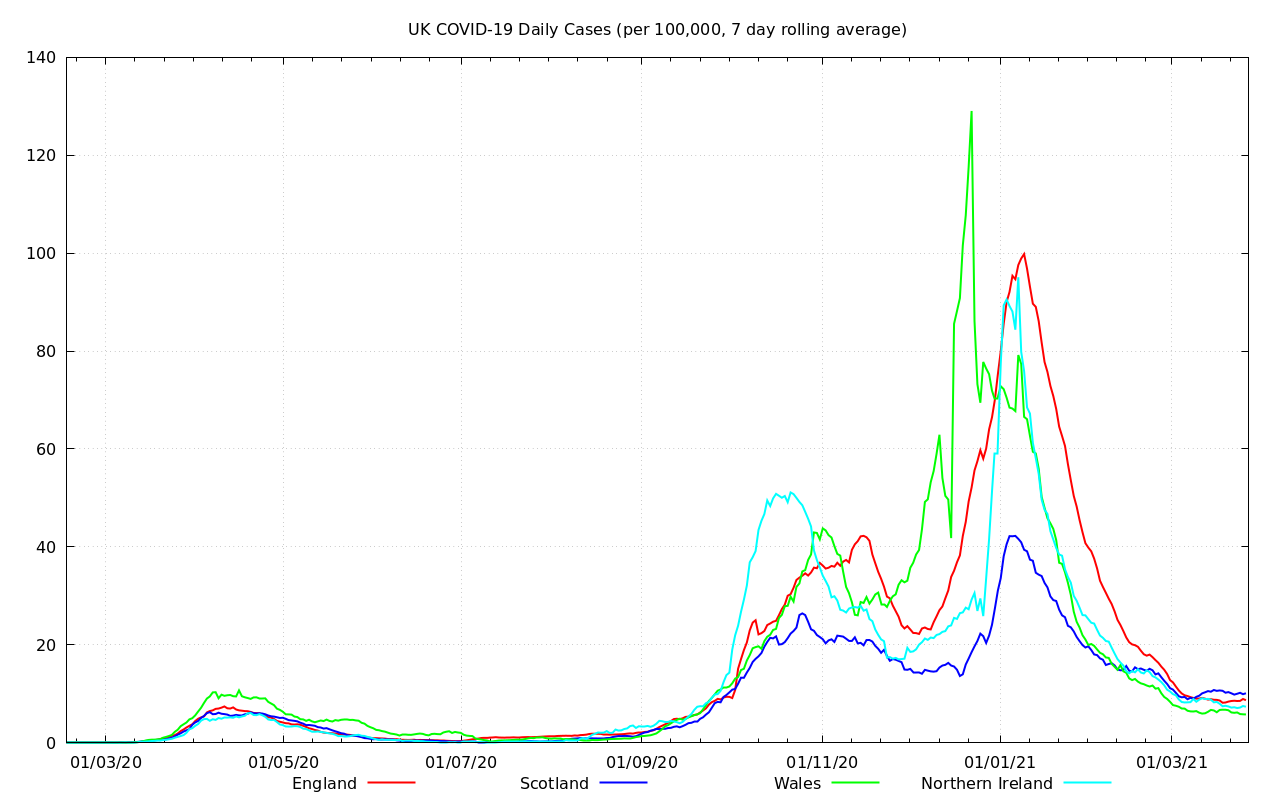 UK COVID-19 Daily Cases (per 100,000, 7 day rolling average)
140
120
100
80
60
40
20
0
01/03/20 01/05/20 01/07/20 01/09/20 01/11/20 01/01/21 01/03/21
England Scotland Wales Northern Ireland